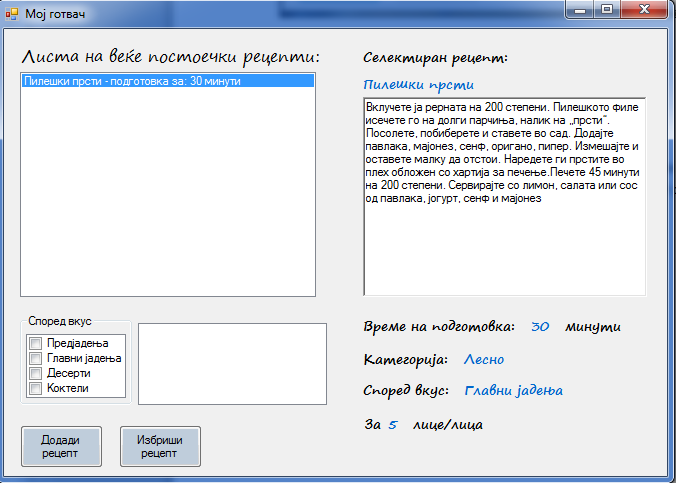 Мој готвач
Листа на веќе постоечки рецепти:
Пилешки прсти - подготовка за: 30 минути
Според вкус
Предјадења
Главни јадења
Десерти
Коктели
Додади
рецепт
Избриши
рецепт
Селектиран рецепт:
Пилешки прсти
Вклучете ја рерната на 200 степени. Пилешкото филе
исечете го на долги парчиња, налик на „прсти“.
Посолете, побиберете и ставете во сад. Додајте
павлака, мајонез, сенф, оригано, пипер. Измешајте и
оставете малку да отстои. Наредете ги прстите во
плех обложен со хартија за печење.Печете 45 минути
на 200 степени. Сервирајте со лимон, салата или сос
од павлака, јогурт, сенф и мајонез
Време на подготовка: 30 минути
Категорија: Лесно
Според вкус: Главни јадења
За 5 лице/лица